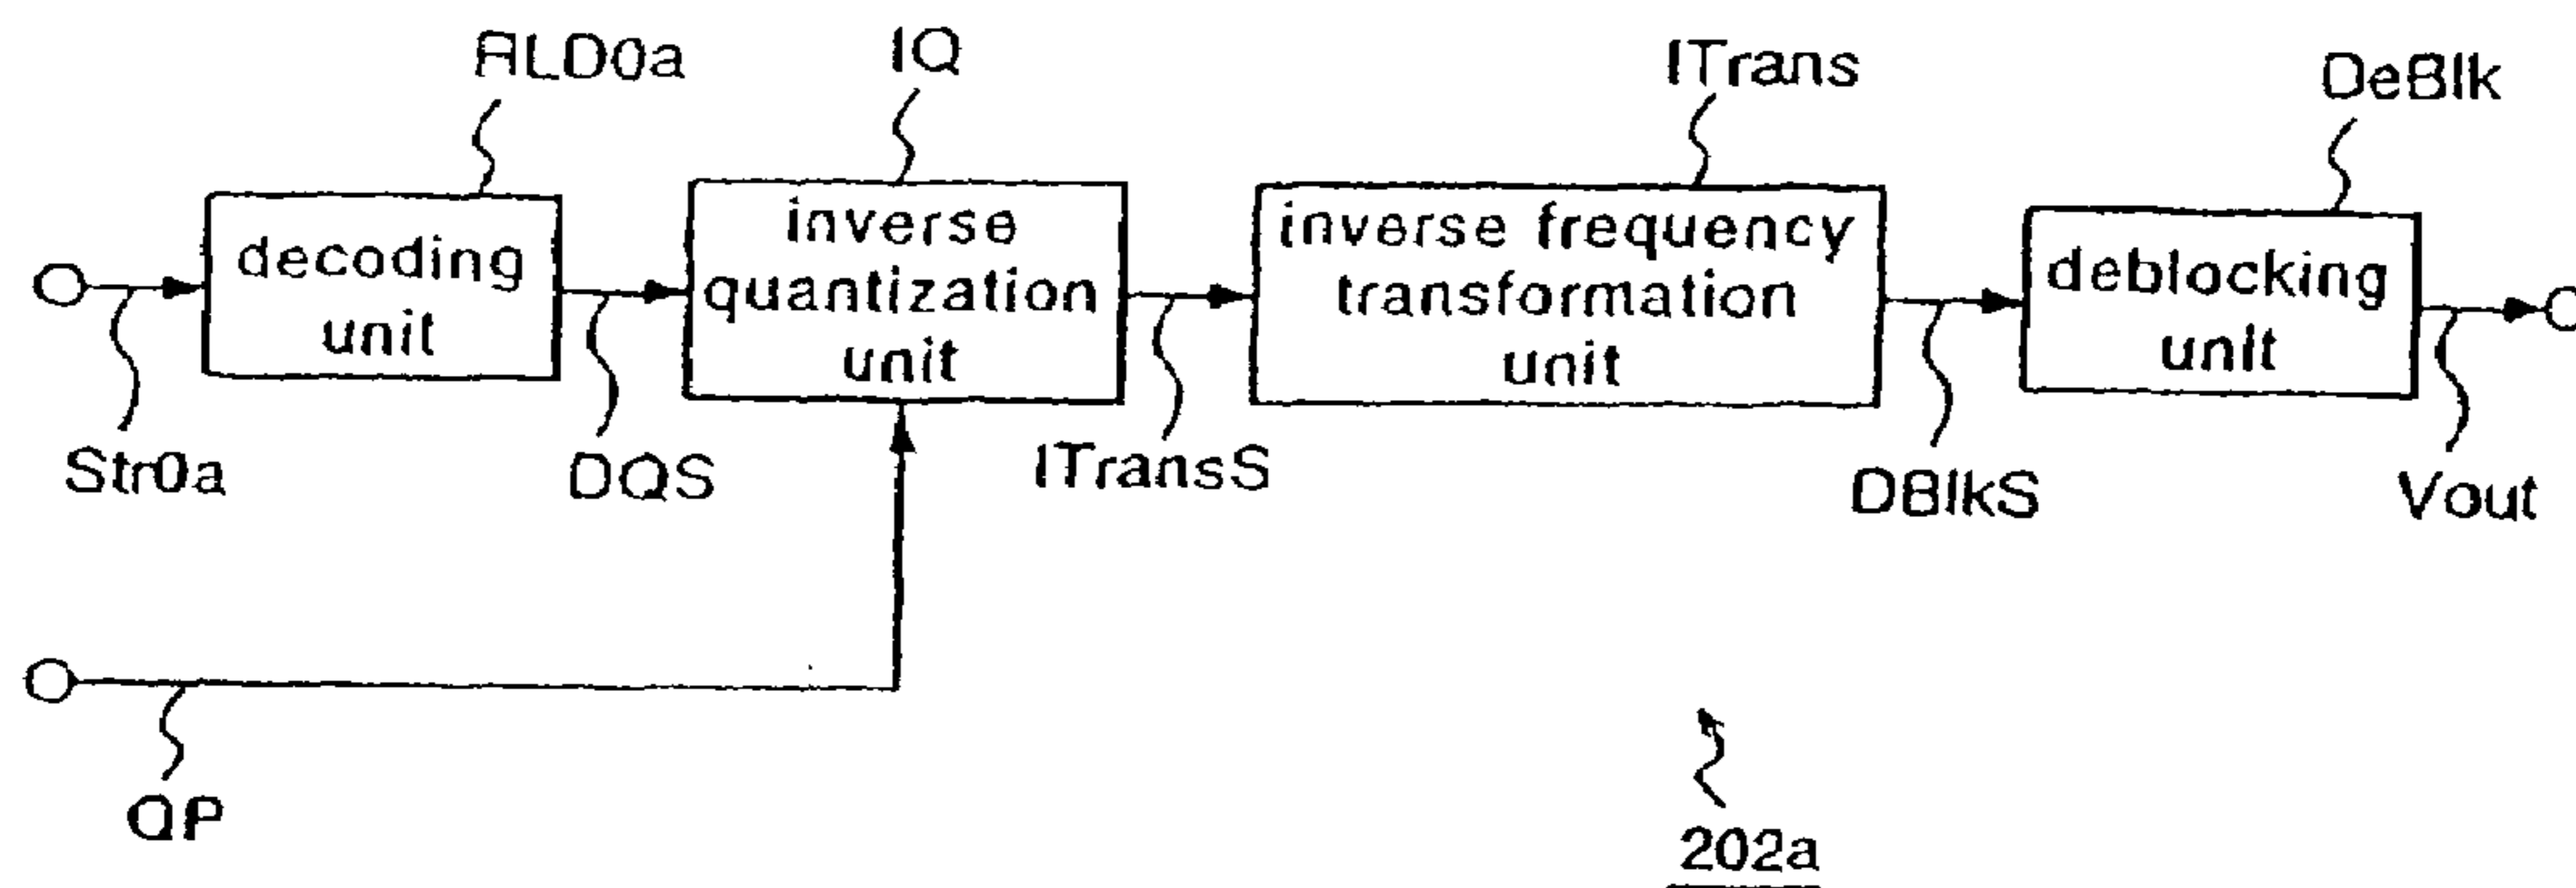 RLD0a
IQ
ITrans
DeBlk
decoding
unit
inverse
quantization
unit
inverse frequency
transformation
unit
deblocking
unit
Str0a
DQS
ITransS
DBlkS
Vout
QP
202a